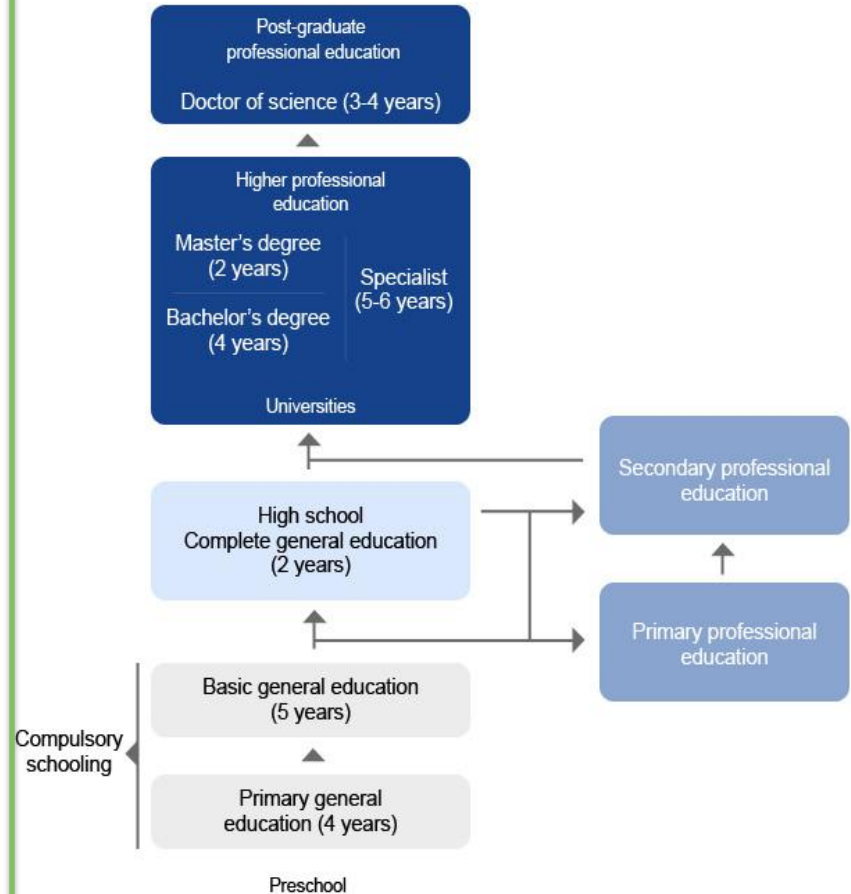 Post-graduate
professional education
Doctor of science (3-4 years)
Higher professional
education
Master's degree
(2 years)
Bachelor's degree
(4 years)
Specialist
(5-6 years)
Universities
Secondary professional
education
High school
Complete general education
(2 years)
Primary professional
education
Basic general education
(5 years)
Compulsory
schooling
Primary general
education (4 years)
Preschool